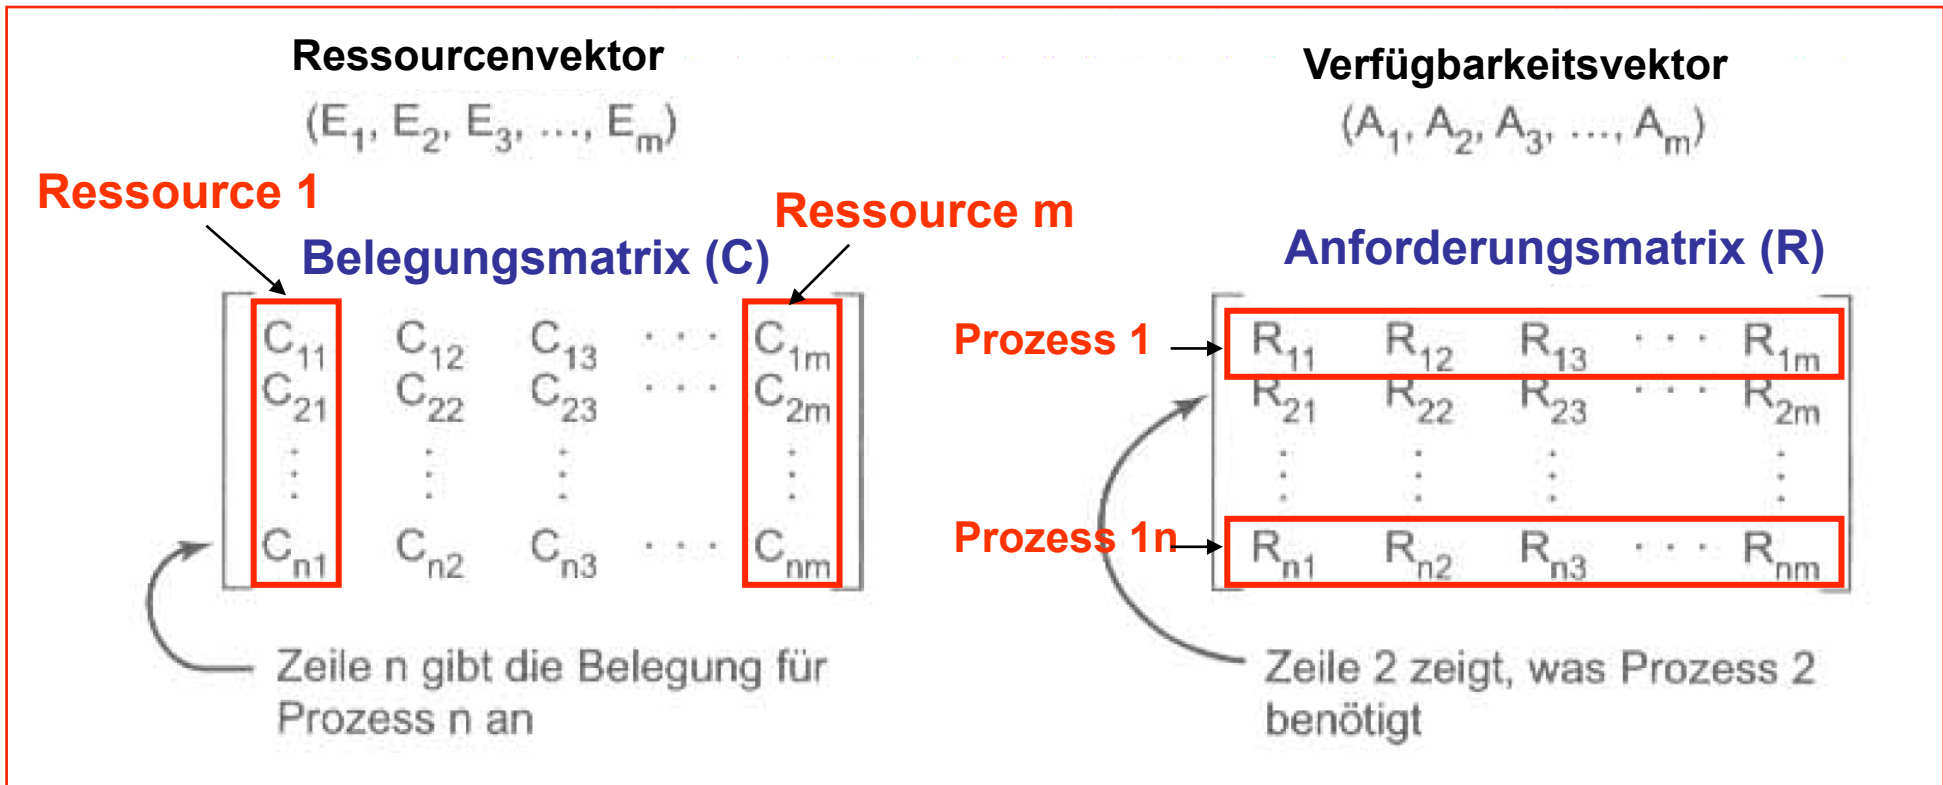 Ressourcenvektor
(E1, E2, E3, ..., Em)
Verfügbarkeitsvektor
(A1, A2, A3, ..., Am)
Ressource 1
Ressource m
Belegungsmatrix (C)
Anforderungsmatrix (R)
C11 C12 C13 · · · C1m
C21 C22 C23 · · · C2m
⋮ ⋮ ⋮ ⋮
Cn1 Cn2 Cn3 · · · Cnm
Prozess 1
R11 R12 R13 · · · R1m
R21 R22 R23 · · · R2m
⋮ ⋮ ⋮ ⋮
Prozess 1n
Rn1 Rn2 Rn3 · · · Rnm
Zeile n gibt die Belegung für
Prozess n an
Zeile 2 zeigt, was Prozess 2
benötigt